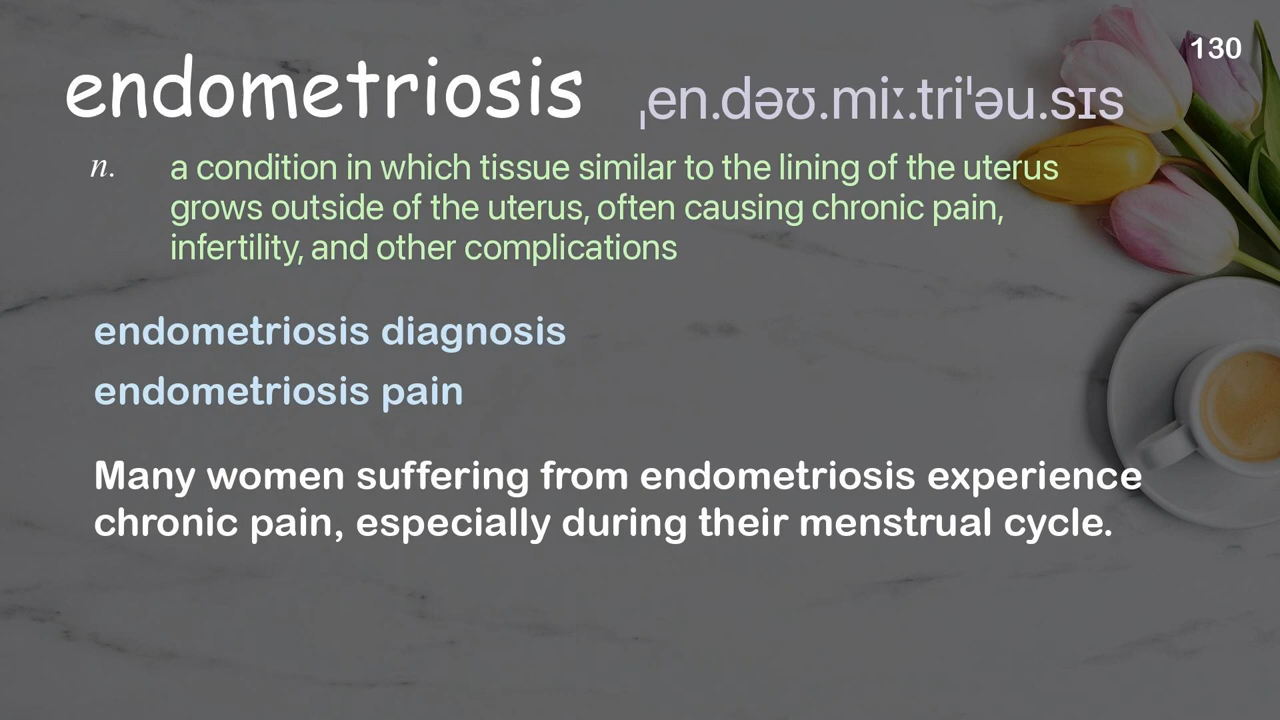 130
endometriosis ˌen.dəʊ.miː.triˈəu.sɪs
n. a condition in which tissue similar to the lining of the uterus
grows outside of the uterus, often causing chronic pain,
infertility, and other complications
endometriosis diagnosis
endometriosis pain
Many women suffering from endometriosis experience
chronic pain, especially during their menstrual cycle.